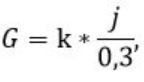 G = k * j / 0,3,